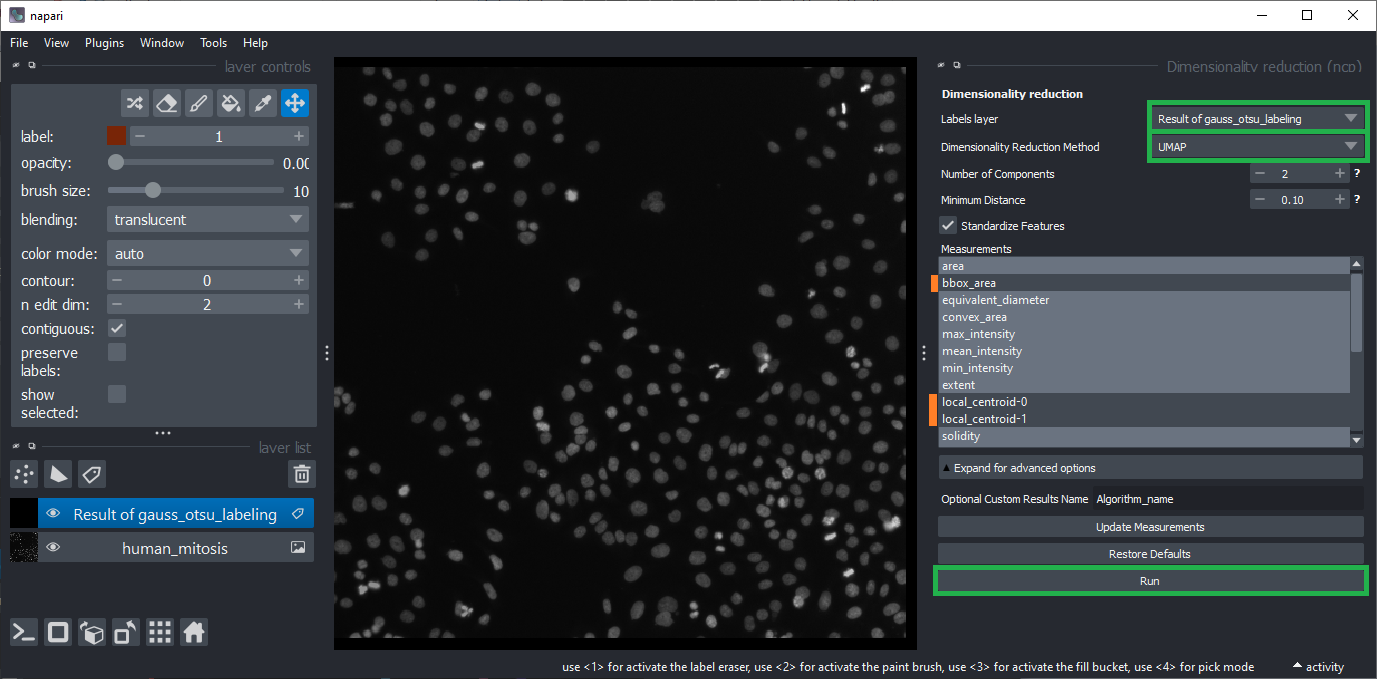 napari
File View Plugins Window Tools Help
layer controls
label: 1
opacity: 0.00
brush size: 10
blending: translucent
color mode: auto
contour: 0
n edit dim: 2
contiguous:
preserve
labels:
show
selected:
layer list
Result of gauss_otsu_labeling
human_mitosis
Dimensionality reduction (ncp)
Dimensionality reduction
Labels layer Result of gauss_otsu_labeling
Dimensionality Reduction Method UMAP
Number of Components 2 ?
Minimum Distance 0.10 ?
Standardize Features
Measurements
area
bbox_area
equivalent_diameter
convex_area
max_intensity
mean_intensity
min_intensity
extent
local_centroid-0
local_centroid-1
solidity
Expand for advanced options
Optional Custom Results Name Algorithm_name
Update Measurements
Restore Defaults
Run
use <1> for activate the label eraser, use <2> for activate the paint brush, use <3> for activate the fill bucket, use <4> for pick mode
activity